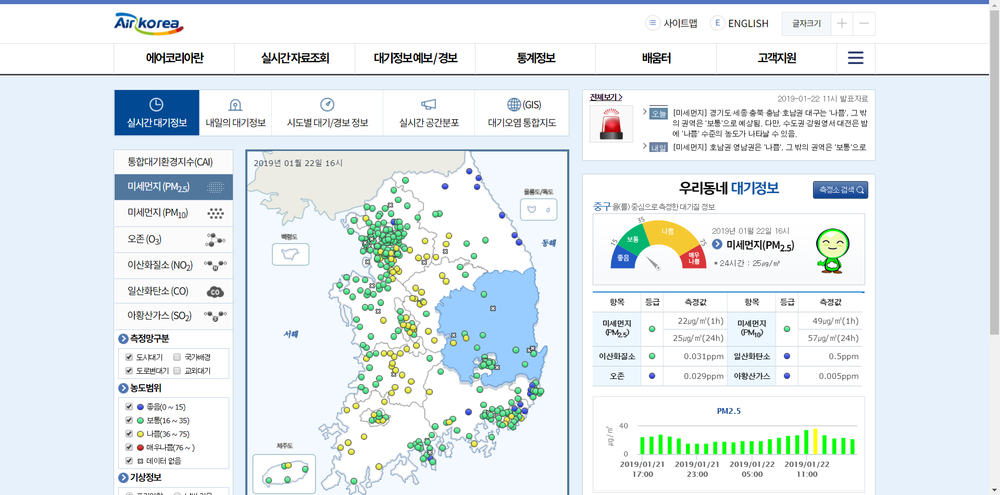 Airkorea
사이트맵
E ENGLISH
글자크기
에어코리아란
실시간 자료조회
대기정보 예보 / 경보
통계정보
배움터
고객지원
실시간 대기정보
내일의 대기정보
시도별 대기/경보 정보
실시간 공간분포
(GIS)
대기오염 통합지도
전체보기 >
2019-01-22 11시 발표자료
오늘 [미세먼지] 경기도·세종·충북·충남·호남권·대구는 '나쁨', 그 밖
의 권역은 '보통'으로 예상됨. 다만, 수도권·강원영서·대전은 밤
에 '나쁨' 수준의 농도가 나타날 수 있음.
내일 [미세먼지] 호남권·영남권은 '나쁨', 그 밖의 권역은 '보통'으로
통합대기환경지수(CAI)
미세먼지 (PM2.5)
미세먼지 (PM10)
오존 (O3)
이산화질소 (NO2)
일산화탄소 (CO)
CO
아황산가스 (SO2)
측정망구분
도시대기
국가배경
도로변대기
교외대기
농도범위
좋음(0 ~ 15)
보통(16 ~ 35)
나쁨(36 ~ 75)
매우나쁨(76 ~ )
데이터 없음
기상정보
2019년 01월 22일 16시
울릉도/독도
백령도
동해
서해
제주도
우리동네 대기정보
측정소 검색
중구 을(를) 중심으로 측정한 대기질 정보
15
35
75
좋음
보통
나쁨
매우
나쁨
2019년 01월 22일 16시
미세먼지(PM2.5)
24시간 : 25㎍/㎥
항목 등급 측정값 항목 등급 측정값
미세먼지
(PM2.5)
22㎍/㎥(1h)
25㎍/㎥(24h)
미세먼지
(PM10)
49㎍/㎥(1h)
57㎍/㎥(24h)
이산화질소 0.031ppm 일산화탄소 0.5ppm
오존 0.029ppm 아황산가스 0.005ppm
PM2.5
㎍/㎥
40
0
2019/01/21
17:00
2019/01/21
23:00
2019/01/22
05:00
2019/01/22
11:00